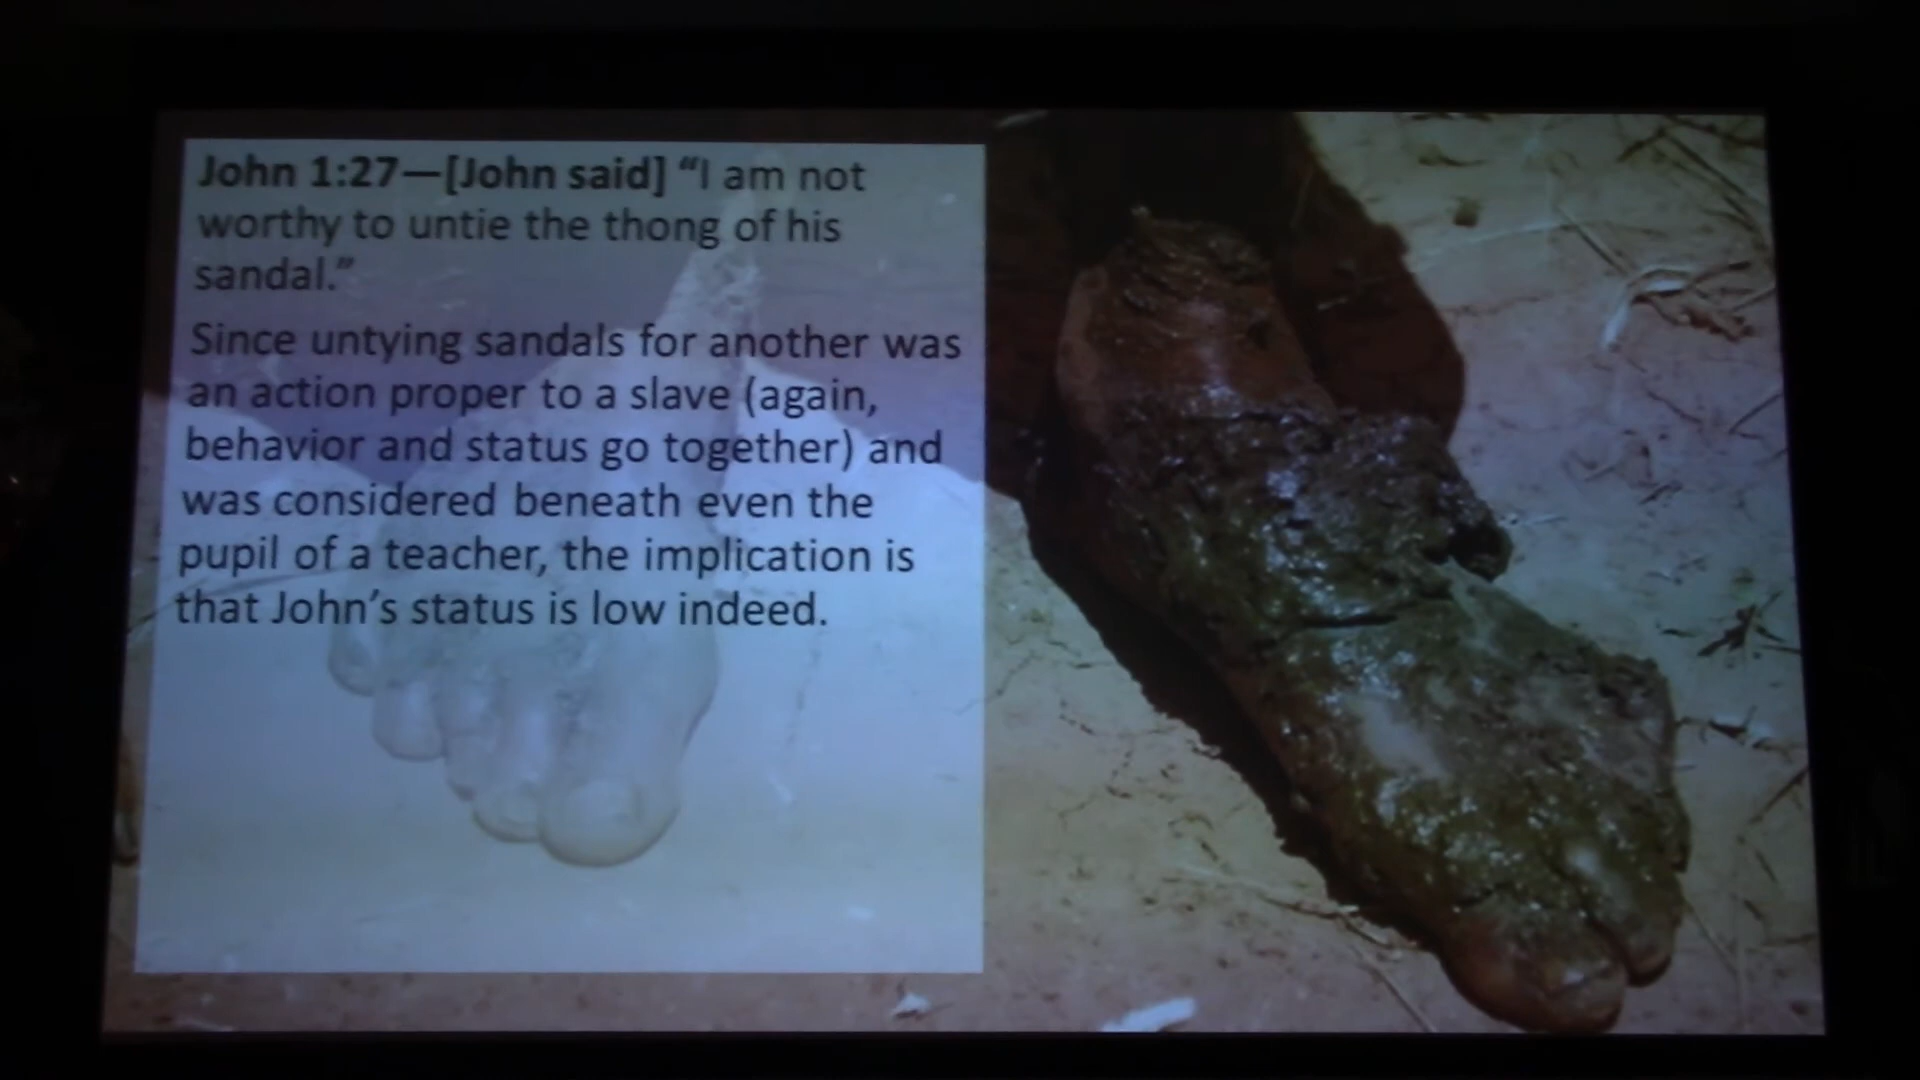 John 1:27—[John said] “I am not
worthy to untie the thong of his
sandal.”
Since untying sandals for another was
an action proper to a slave (again,
behavior and status go together) and
was considered beneath even the
pupil of a teacher, the implication is
that John’s status is low indeed.